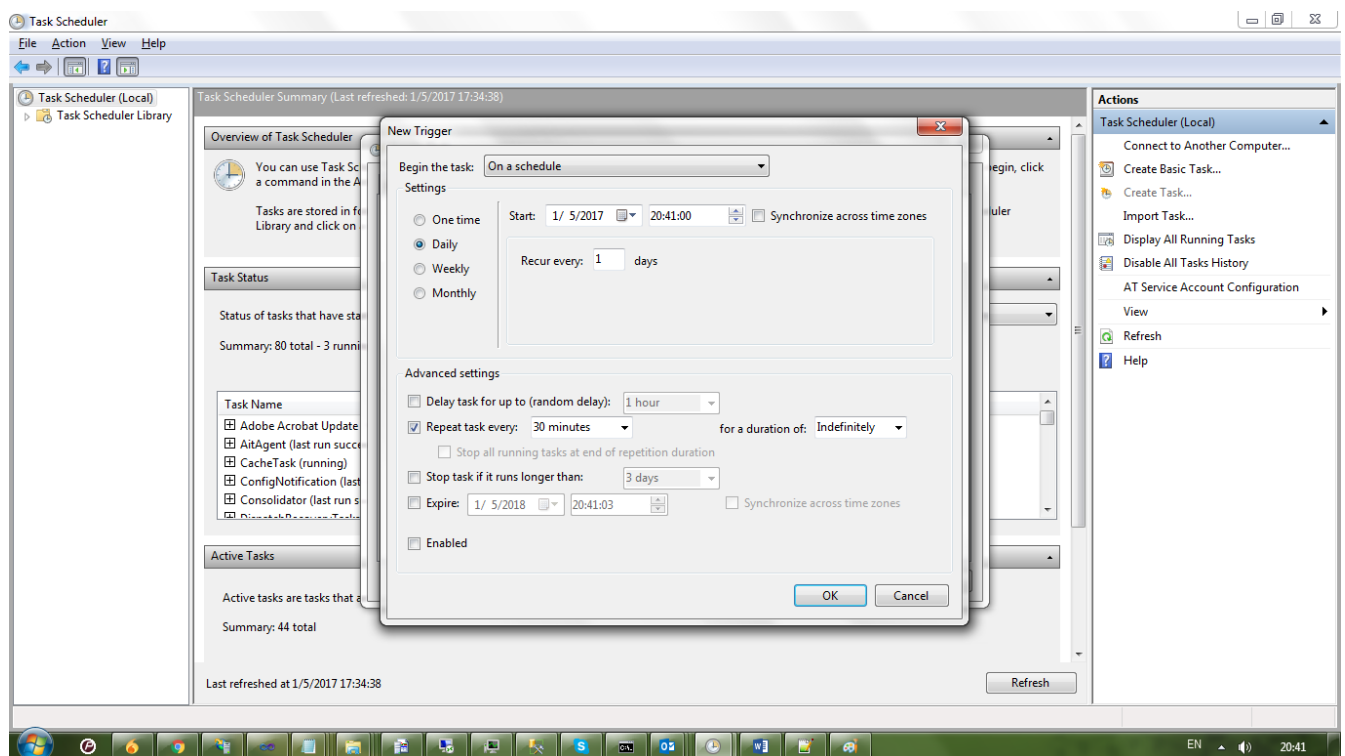 Task Scheduler
File Action View Help
Task Scheduler (Local)
Task Scheduler Library
Task Scheduler Summary (Last refreshed: 1/5/2017 17:34:38)
Overview of Task Scheduler
You can use Task Sc
a command in the A
egin, click
Tasks are stored in fo
Library and click on
uler
Task Status
Status of tasks that have sta
Summary: 80 total - 3 runni
Task Name
Adobe Acrobat Update
AitAgent (last run succe
CacheTask (running)
ConfigNotification (last
Consolidator (last run s
Active Tasks
Active tasks are tasks that a
Summary: 44 total
Last refreshed at 1/5/2017 17:34:38
Refresh
New Trigger
Begin the task: On a schedule
Settings
One time
Daily
Weekly
Monthly
Start: 1/ 5/2017 20:41:00 Synchronize across time zones
Recur every: 1 days
Advanced settings
Delay task for up to (random delay): 1 hour
Repeat task every: 30 minutes for a duration of: Indefinitely
Stop all running tasks at end of repetition duration
Stop task if it runs longer than: 3 days
Expire: 1/ 5/2018 20:41:03 Synchronize across time zones
Enabled
OK Cancel
Actions
Task Scheduler (Local)
Connect to Another Computer...
Create Basic Task...
Create Task...
Import Task...
Display All Running Tasks
Disable All Tasks History
AT Service Account Configuration
View
Refresh
Help
EN 20:41